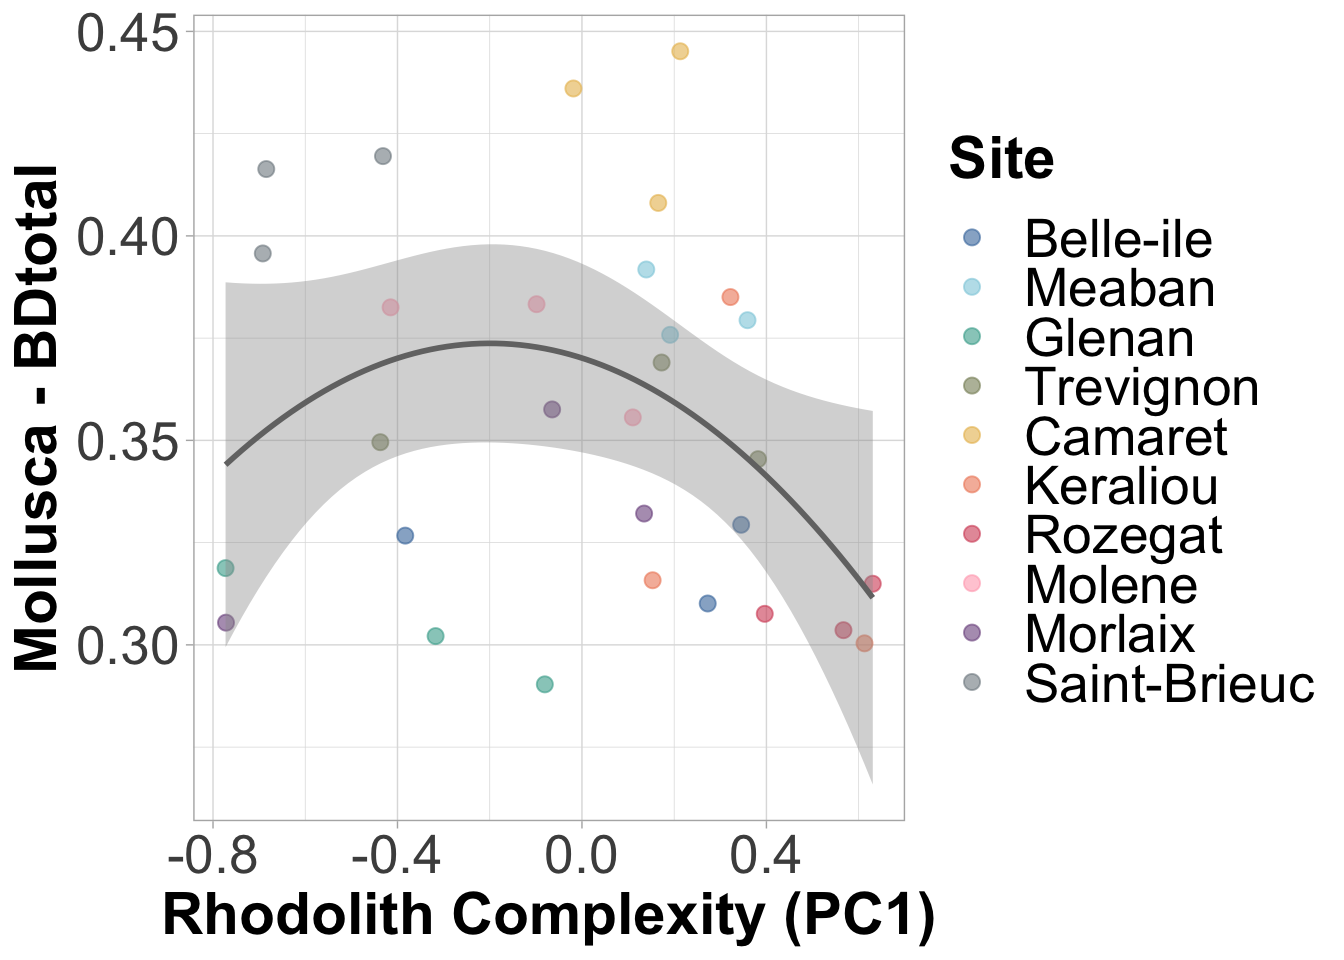 Mollusca - BDtotal
0.45
0.40
0.35
0.30
-0.8
-0.4
0.0
0.4
Rhodolith Complexity (PC1)
Site
Belle-ile
Meaban
Glenan
Trevignon
Camaret
Keraliou
Rozegat
Molene
Morlaix
Saint-Brieuc